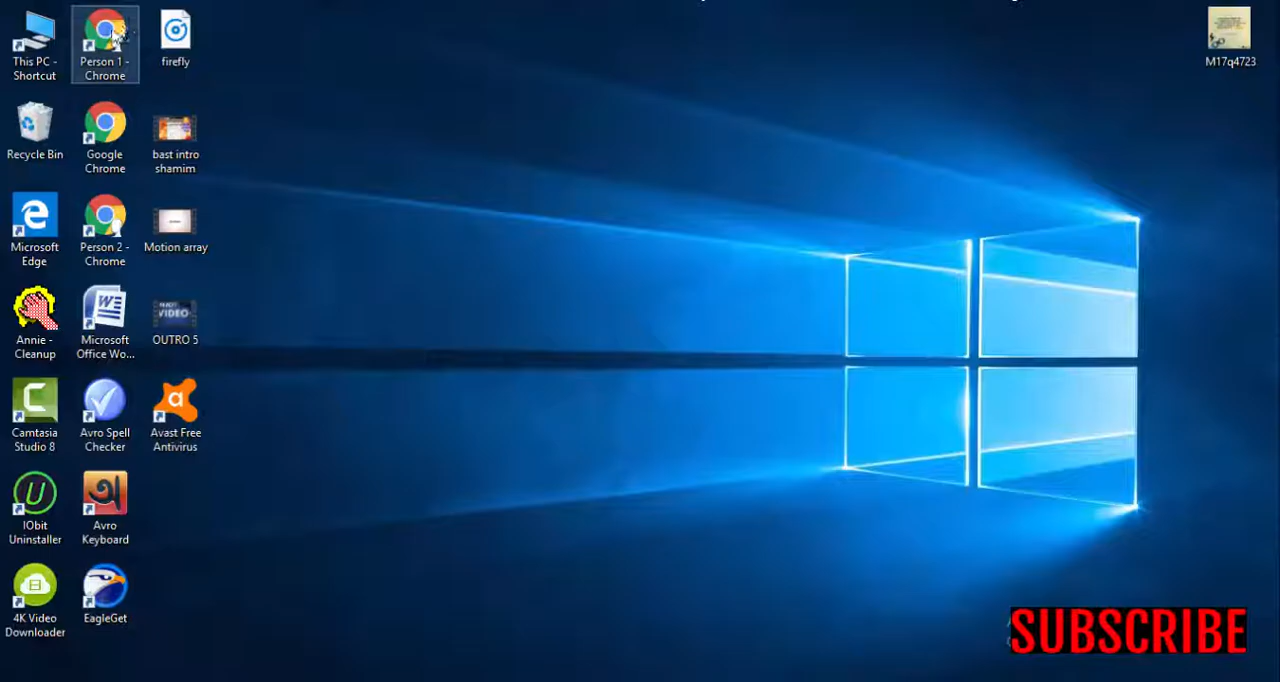 This PC -
Shortcut
Person 1 -
Chrome
firefly
M17q4723
Recycle Bin
Google
Chrome
bast intro
shamim
Microsoft
Edge
Person 2 -
Chrome
Motion array
Annie -
Cleanup
Microsoft
Office Wo...
VIDEO
OUTRO 5
Camtasia
Studio 8
Avro Spell
Checker
Avast Free
Antivirus
IObit
Uninstaller
Avro
Keyboard
4K Video
Downloader
EagleGet
SUBSCRIBE